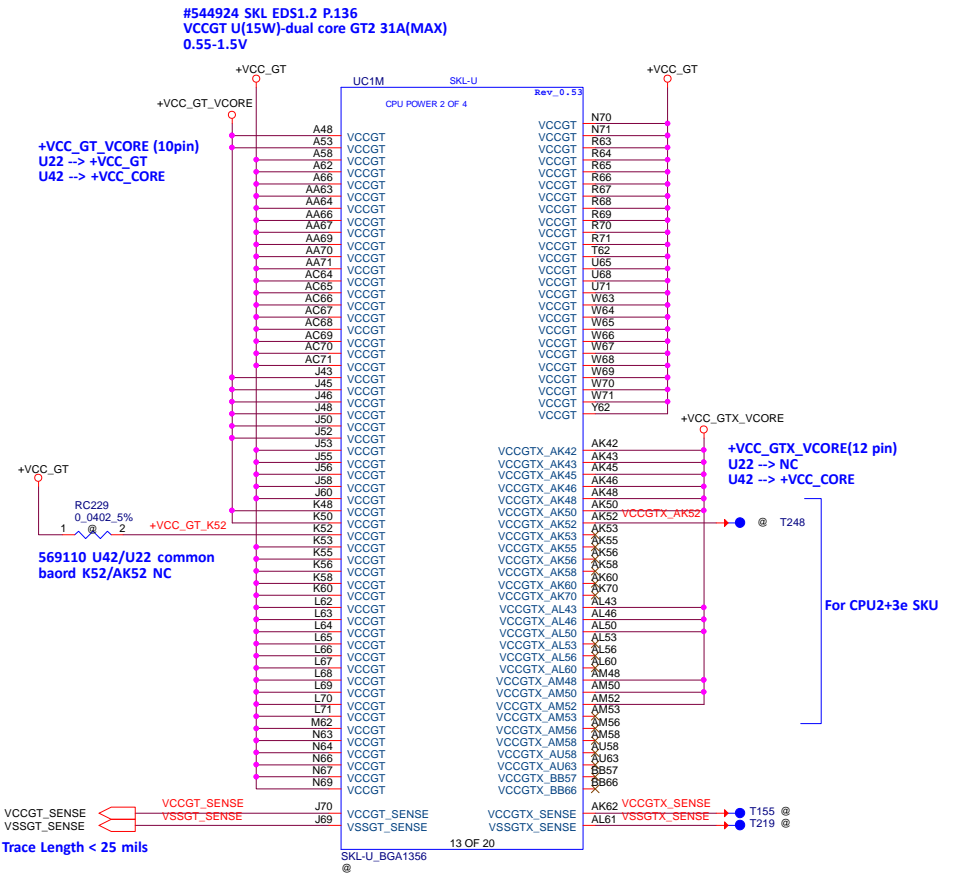 #544924 SKL EDS1.2 P.136
VCCGT U(15W)-dual core GT2 31A(MAX)
0.55-1.5V
+VCC_GT
+VCC_GT
UC1M
SKL-U
Rev_0.53
CPU POWER 2 OF 4
+VCC_GT_VCORE
+VCC_GT_VCORE (10pin)
U22 --> +VCC_GT
U42 --> +VCC_CORE
A48 VCCGT
A53 VCCGT
A58 VCCGT
A62 VCCGT
A66 VCCGT
AA63 VCCGT
AA64 VCCGT
AA66 VCCGT
AA67 VCCGT
AA69 VCCGT
AA70 VCCGT
AA71 VCCGT
AC64 VCCGT
AC65 VCCGT
AC66 VCCGT
AC67 VCCGT
AC68 VCCGT
AC69 VCCGT
AC70 VCCGT
AC71 VCCGT
J43 VCCGT
J45 VCCGT
J46 VCCGT
J48 VCCGT
J50 VCCGT
J52 VCCGT
J53 VCCGT
J55 VCCGT
J56 VCCGT
J58 VCCGT
J60 VCCGT
K48 VCCGT
K50 VCCGT
K52 VCCGT
K53 VCCGT
K55 VCCGT
K56 VCCGT
K58 VCCGT
K60 VCCGT
L62 VCCGT
L63 VCCGT
L64 VCCGT
L65 VCCGT
L66 VCCGT
L67 VCCGT
L68 VCCGT
L69 VCCGT
L70 VCCGT
L71 VCCGT
M62 VCCGT
N63 VCCGT
N64 VCCGT
N66 VCCGT
N67 VCCGT
N69 VCCGT
VCCGT N70
VCCGT N71
VCCGT R63
VCCGT R64
VCCGT R65
VCCGT R66
VCCGT R67
VCCGT R68
VCCGT R69
VCCGT R70
VCCGT R71
VCCGT T62
VCCGT U65
VCCGT U68
VCCGT U71
VCCGT W63
VCCGT W64
VCCGT W65
VCCGT W66
VCCGT W67
VCCGT W68
VCCGT W69
VCCGT W70
VCCGT W71
VCCGT Y62
+VCC_GTX_VCORE
+VCC_GTX_VCORE(12 pin)
U22 --> NC
U42 --> +VCC_CORE
VCCGTX_AK42 AK42
VCCGTX_AK43 AK43
VCCGTX_AK45 AK45
VCCGTX_AK46 AK46
VCCGTX_AK48 AK48
VCCGTX_AK50 AK50
VCCGTX_AK52 AK52 VCCGTX_AK52 @ T248
VCCGTX_AK53 AK53
VCCGTX_AK55 AK55
VCCGTX_AK56 AK56
VCCGTX_AK58 AK58
VCCGTX_AK60 AK60
VCCGTX_AK70 AK70
VCCGTX_AL43 AL43
VCCGTX_AL46 AL46
VCCGTX_AL50 AL50
VCCGTX_AL53 AL53
VCCGTX_AL56 AL56
VCCGTX_AL60 AL60
VCCGTX_AM48 AM48
VCCGTX_AM50 AM50
VCCGTX_AM52 AM52
VCCGTX_AM53 AM53
VCCGTX_AM56 AM56
VCCGTX_AM58 AM58
VCCGTX_AU58 AU58
VCCGTX_AU63 AU63
VCCGTX_BB57 BB57
VCCGTX_BB66 BB66
For CPU2+3e SKU
+VCC_GT
RC229
0_0402_5%
1 @ 2 +VCC_GT_K52
569110 U42/U22 common
baord K52/AK52 NC
VCCGT_SENSE VCCGT_SENSE J70 VCCGT_SENSE
VSSGT_SENSE VSSGT_SENSE J69 VSSGT_SENSE
Trace Length < 25 mils
VCCGTX_SENSE AK62 VCCGTX_SENSE T155 @
VSSGTX_SENSE AL61 VSSGTX_SENSE T219 @
13 OF 20
SKL-U_BGA1356
@